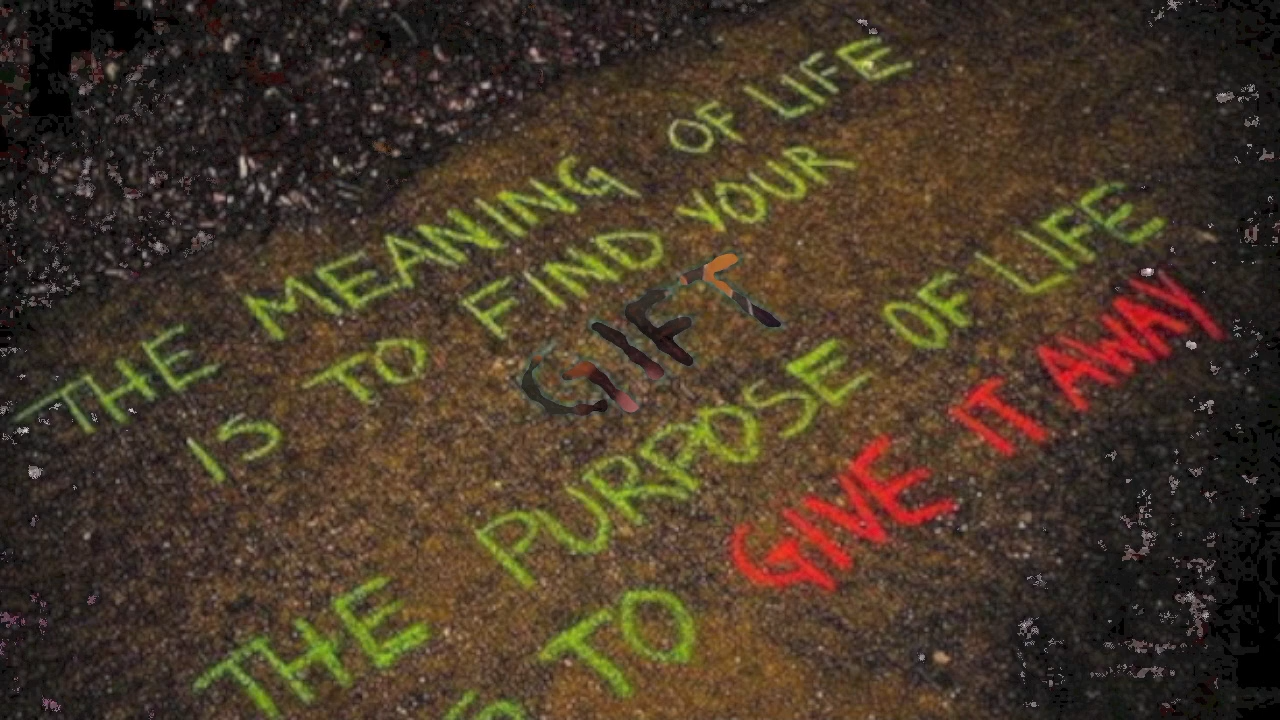 THE MEANING OF LIFE
IS TO FIND YOUR
GIFT
THE PURPOSE OF LIFE
TO GIVE IT AWAY